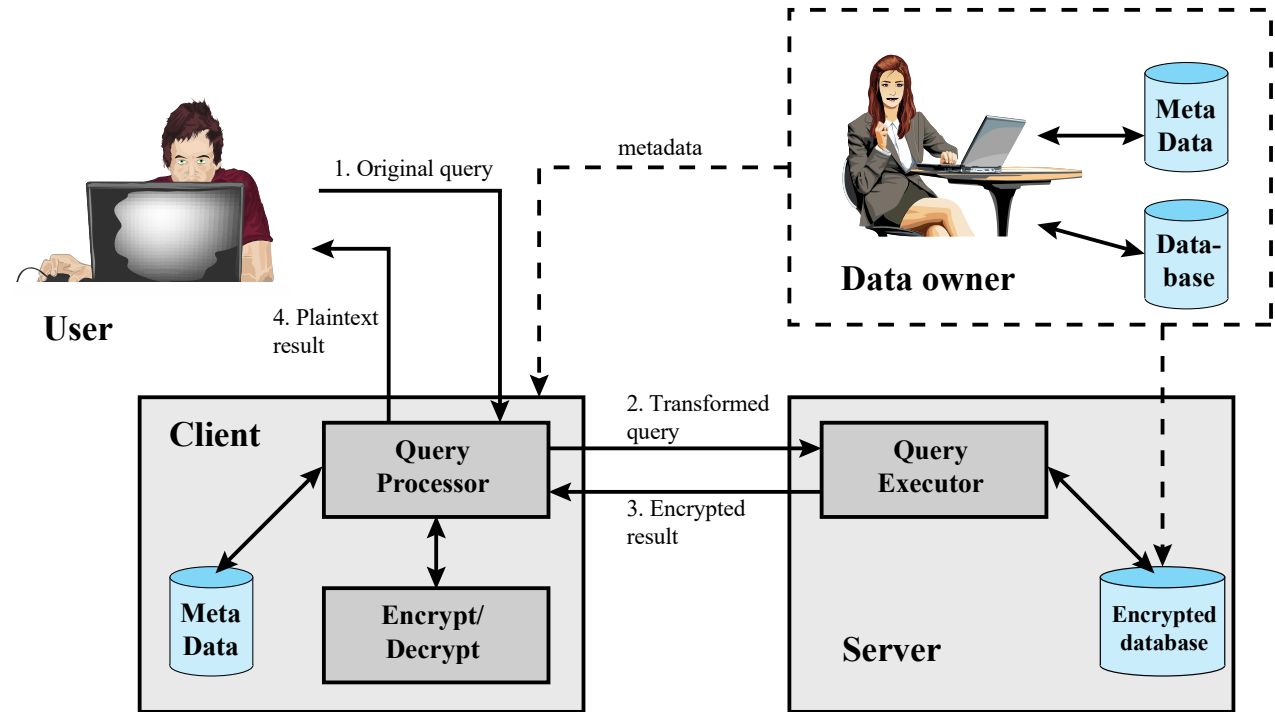 Meta
Data
metadata
1. Original query
Data-
base
Data owner
User
4. Plaintext
result
Client
Query
Processor
2. Transformed
query
3. Encrypted
result
Query
Executor
Meta
Data
Encrypt/
Decrypt
Server
Encrypted
database